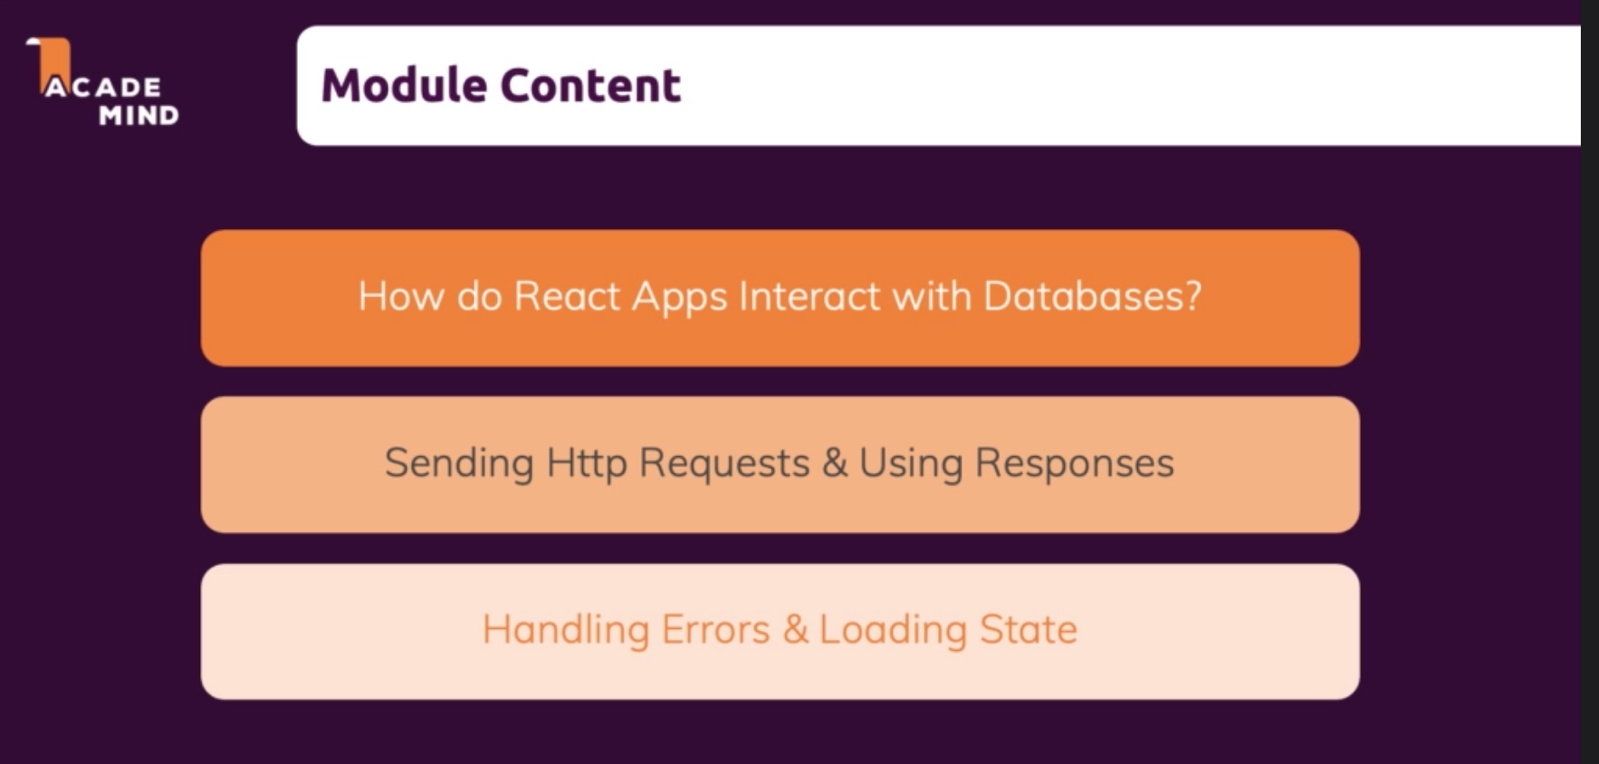 ACADE
MIND
Module Content
How do React Apps Interact with Databases?
Sending Http Requests & Using Responses
Handling Errors & Loading State